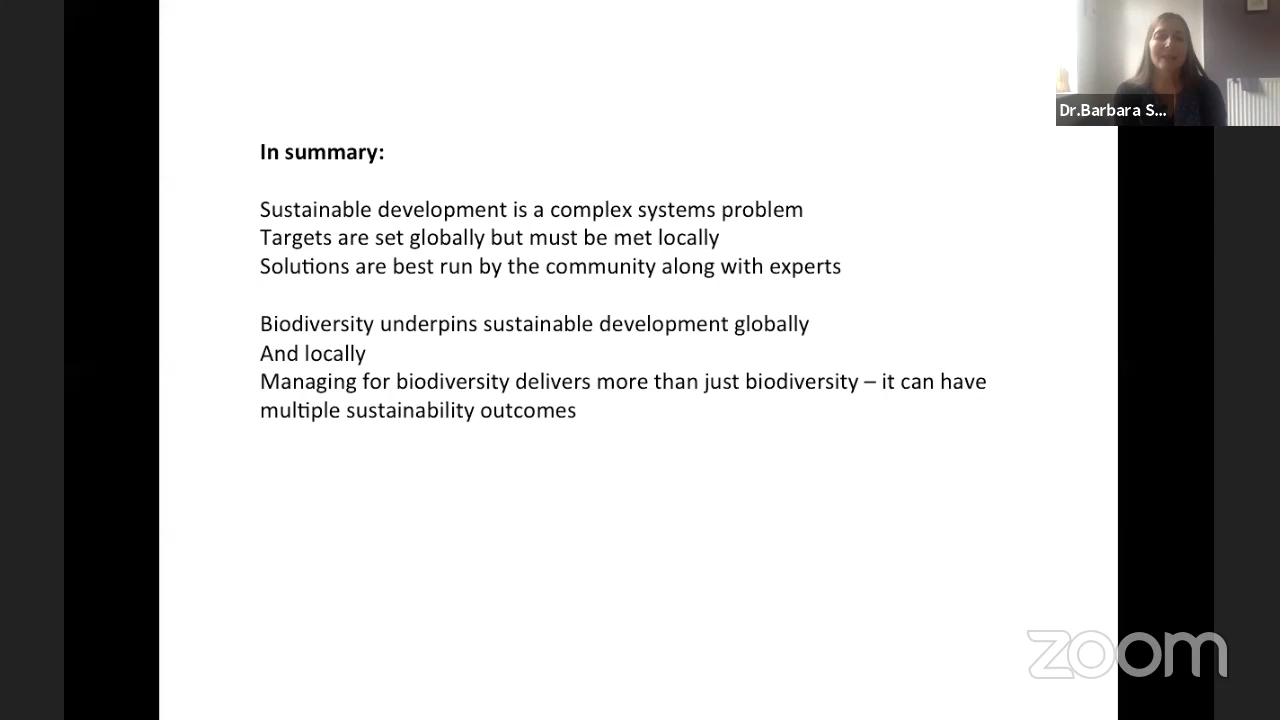 Dr.Barbara S...
In summary:
Sustainable development is a complex systems problem
Targets are set globally but must be met locally
Solutions are best run by the community along with experts
Biodiversity underpins sustainable development globally
And locally
Managing for biodiversity delivers more than just biodiversity – it can have
multiple sustainability outcomes
zoom